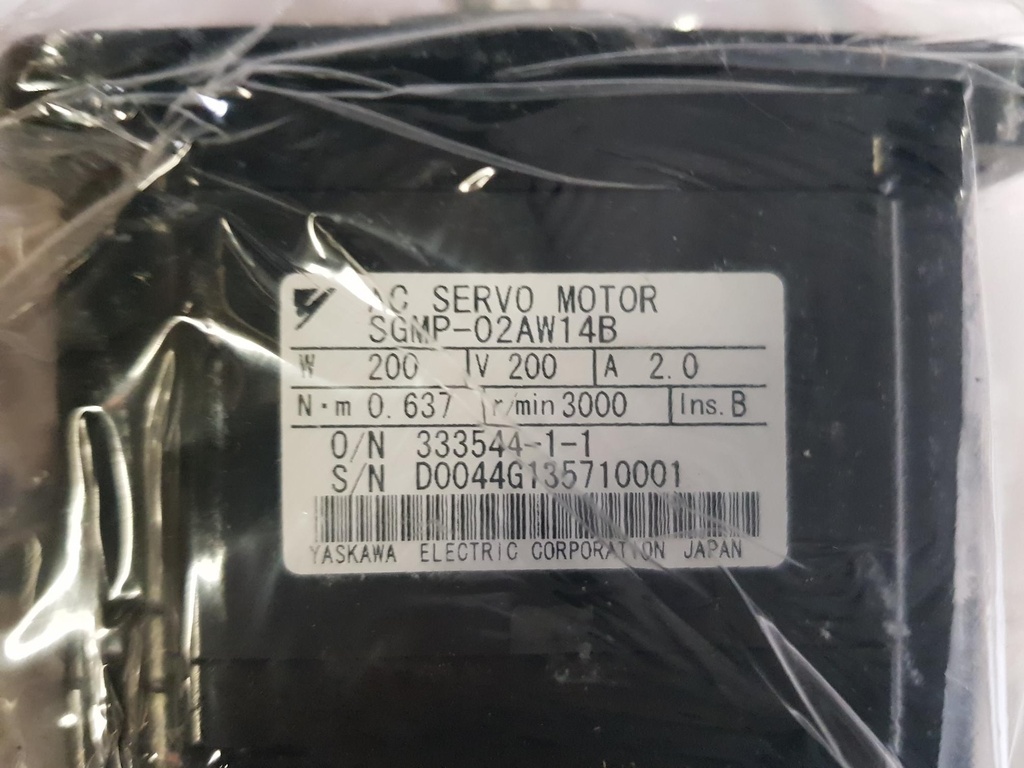 AC SERVO MOTOR
SGMP-02AW14B
W 200 V 200 A 2.0
N·m 0.637 r/min 3000 Ins. B
O/N 333544-1-1
S/N D0044G135710001
YASKAWA ELECTRIC CORPORATION JAPAN